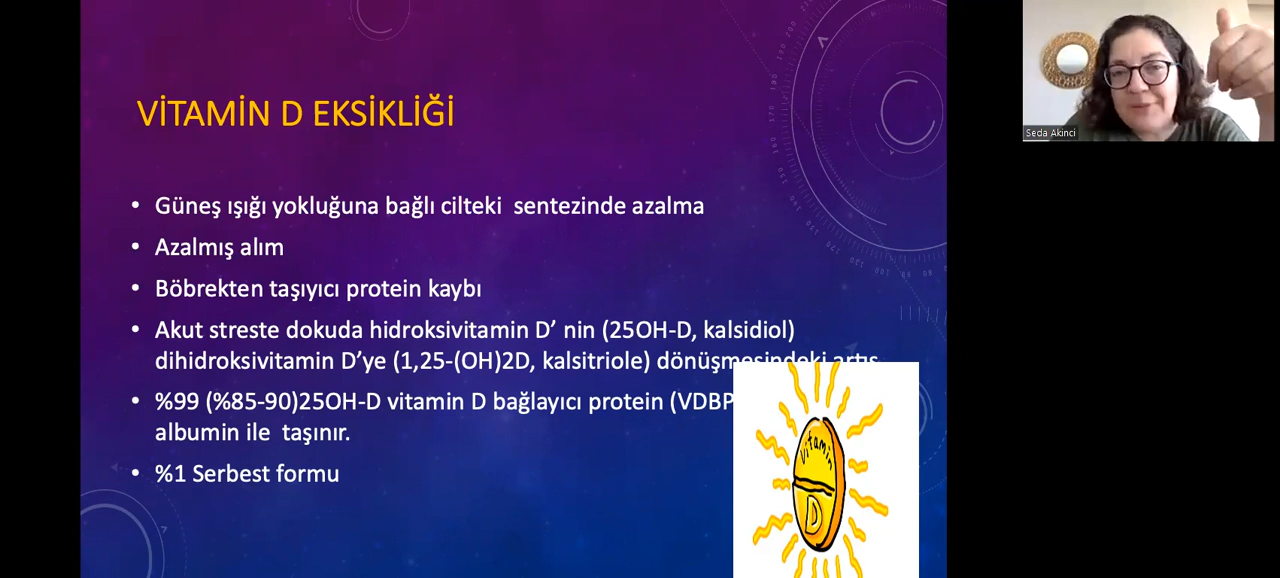 VİTAMİN D EKSİKLİĞİ
• Güneş ışığı yokluğuna bağlı cilteki sentezinde azalma
• Azalmış alım
• Böbrekten taşıyıcı protein kaybı
• Akut streste dokuda hidroksivitamin D' nin (25OH-D, kalsidiol)
dihidroksivitamin D'ye (1,25-(OH)2D, kalsitriole) dönüşmesindeki artış
• %99 (%85-90)25OH-D vitamin D bağlayıcı protein (VDBP
albumin ile taşınır.
• %1 Serbest formu
vitamin
D
Seda Akinci